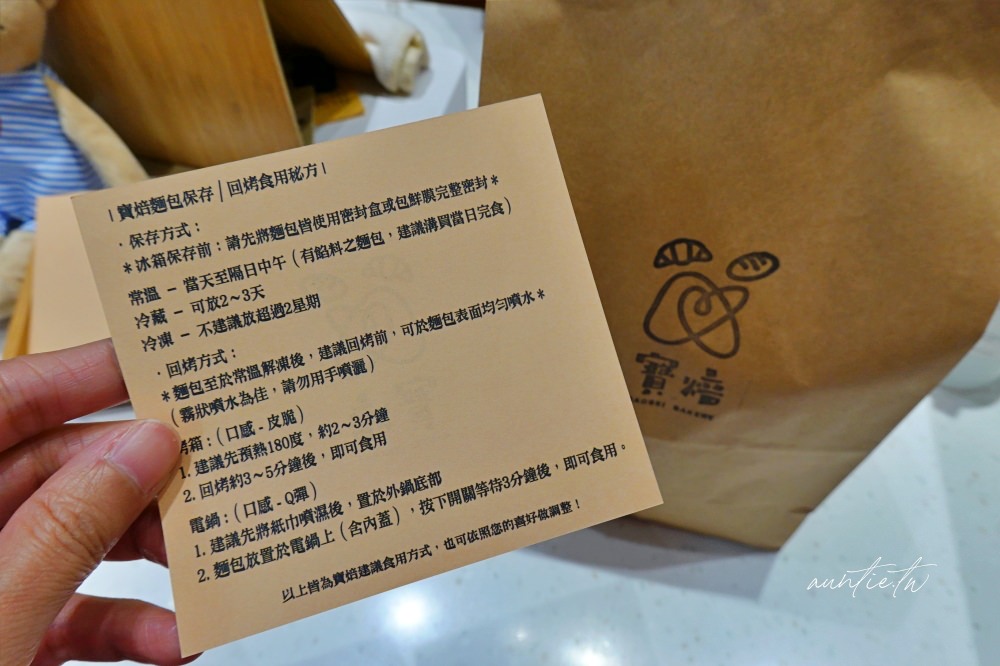 | 寶焙麵包保存 | 回烤食用秘方 |
· 保存方式：
＊冰箱保存前：請先將麵包皆使用密封盒或包鮮膜完整密封＊
常溫 - 當天至隔日中午（有餡料之麵包，建議溝買當日完食）
冷藏 - 可放2~3天
冷凍 - 不建議放超過2星期
· 回烤方式：
＊麵包至於常溫解凍後，建議回烤前，可於麵包表面均勻噴水＊
（霧狀噴水為佳，請勿用手噴灑）
烤箱：（口感 - 皮脆）
1. 建議先預熱180度，約2~3分鐘
2. 回烤約3~5分鐘後，即可食用
電鍋：（口感 - Q彈）
1. 建議先將紙巾噴濕後，置於外鍋底部
2. 麵包放置於電鍋上（含內蓋），按下開關等待3分鐘後，即可食用。
以上皆為寶焙建議食用方式，也可依照您的喜好做調整！
auntie.tw